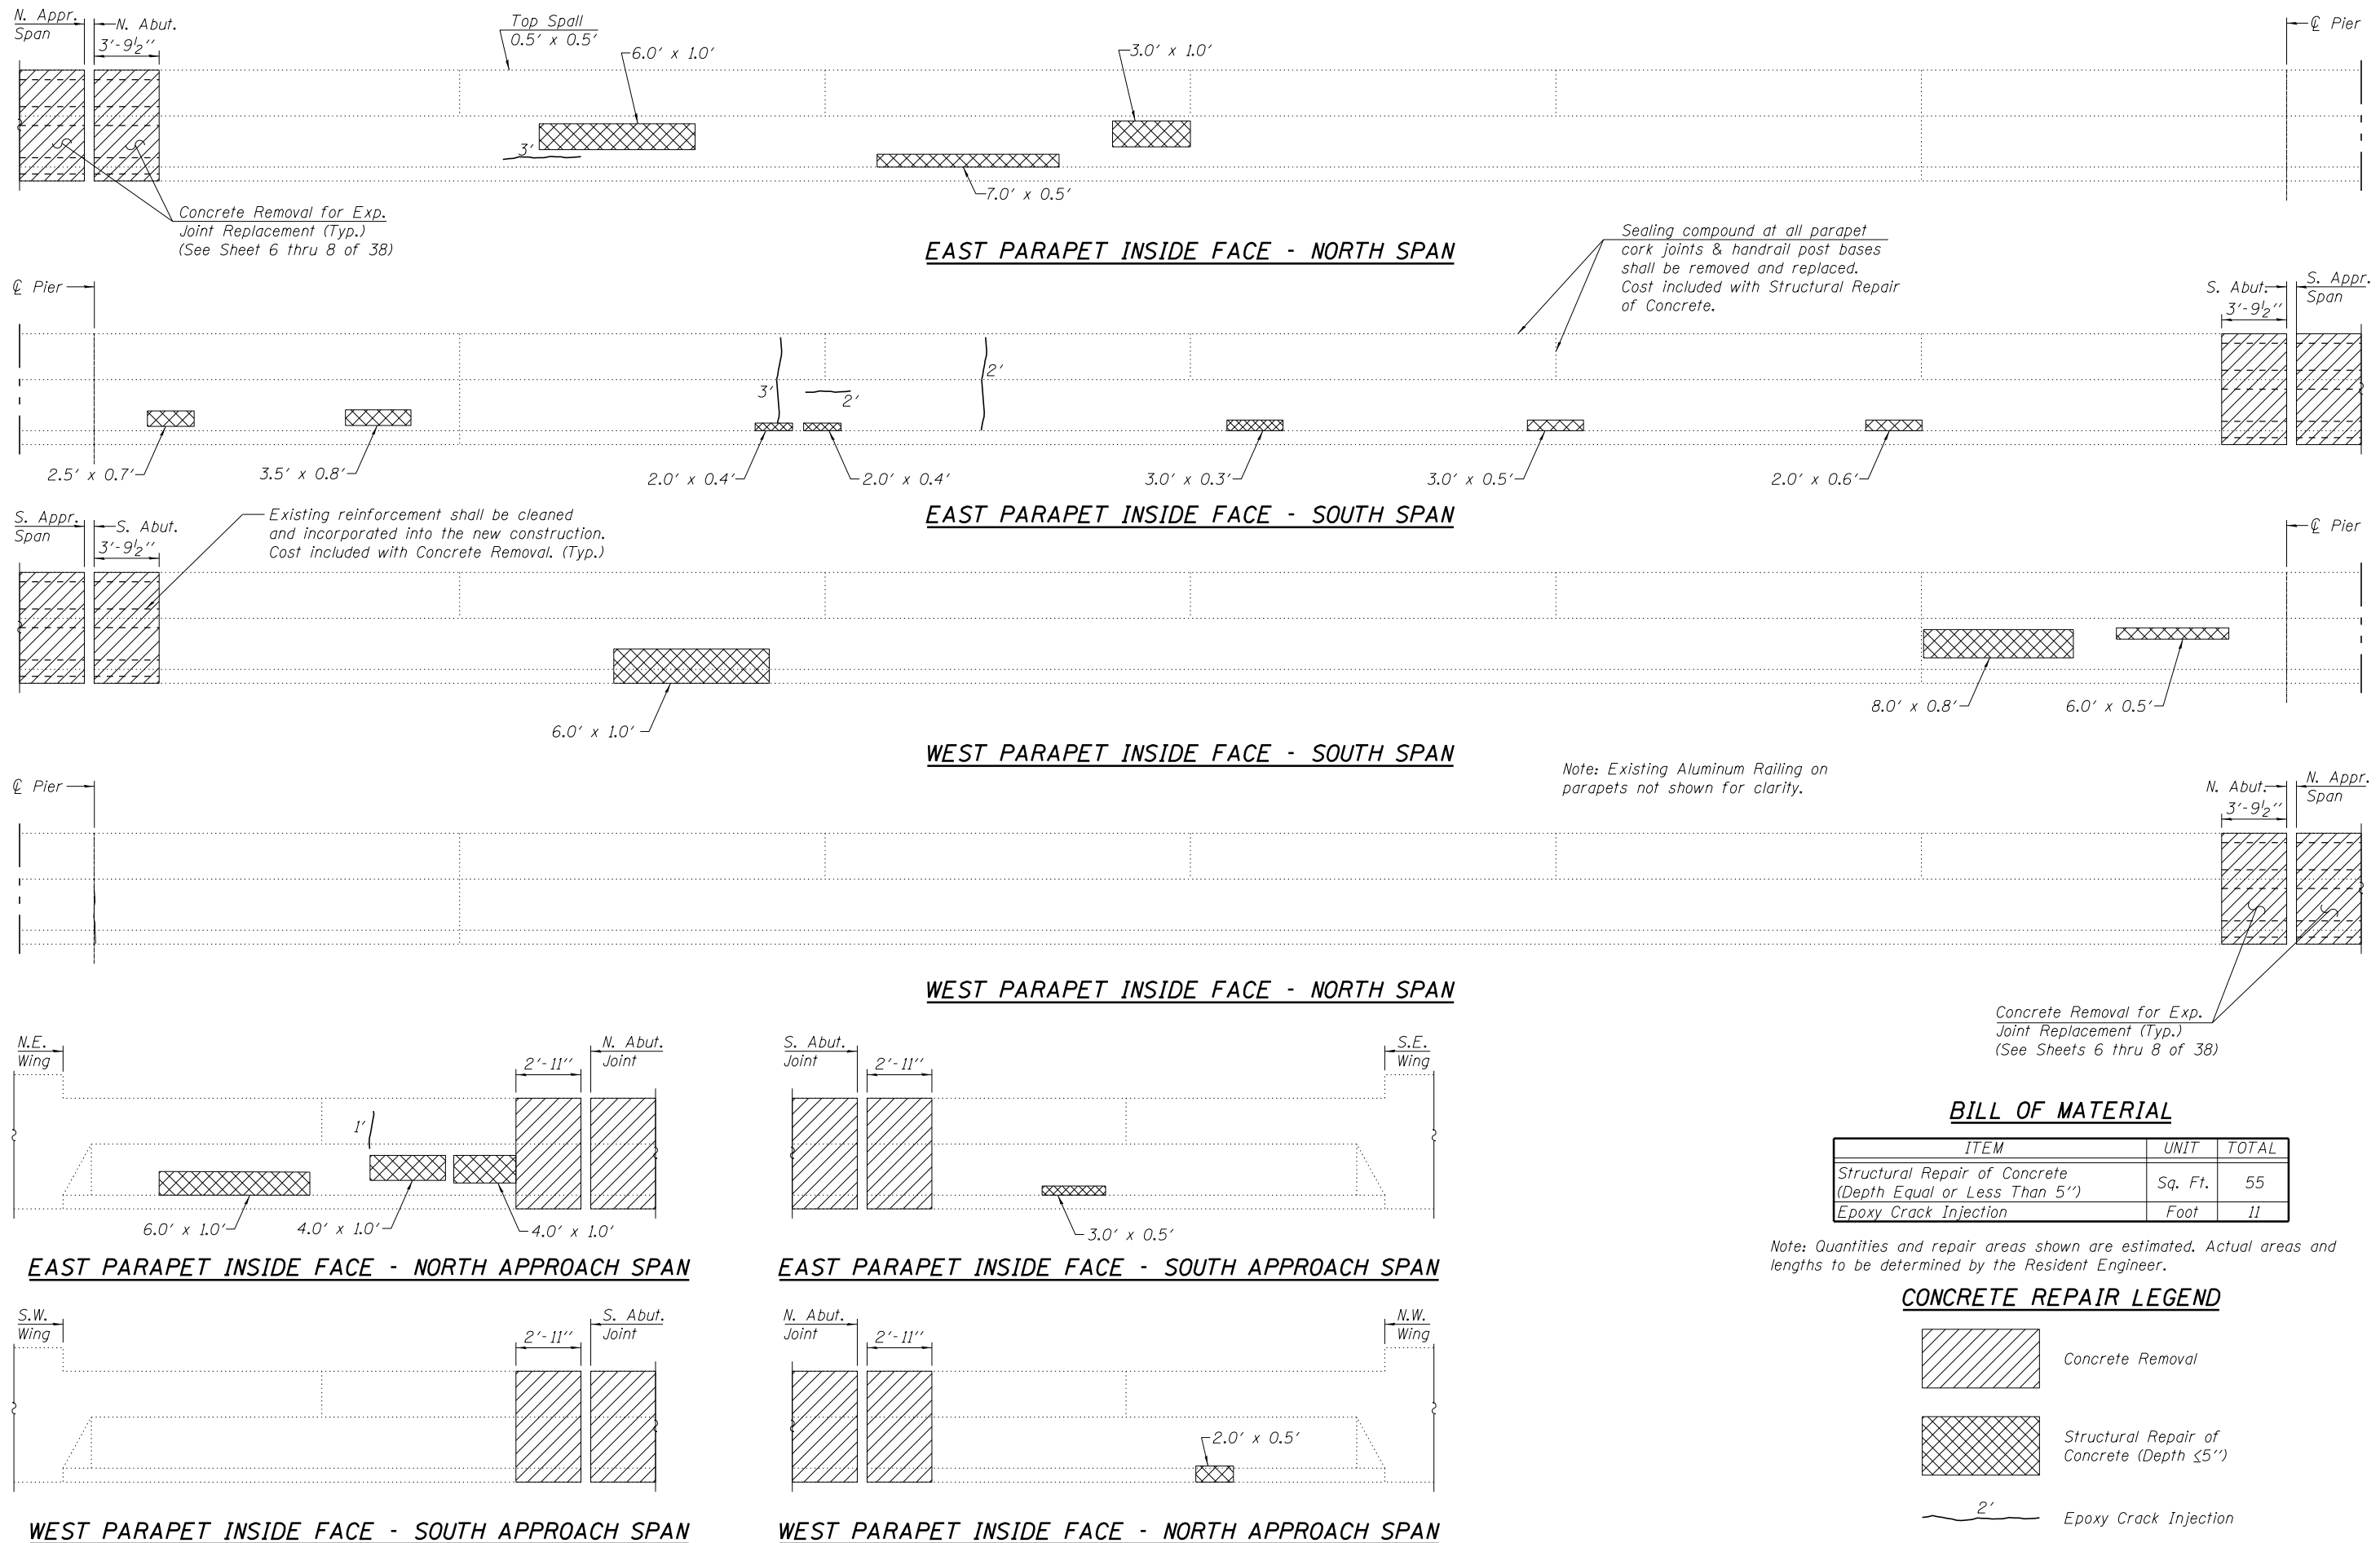 N. Appr.
Span
N. Abut.
3'-9½"
Top Spall
0.5' x 0.5'
6.0' x 1.0'
3.0' x 1.0'
℄ Pier
3'
7.0' x 0.5'
Concrete Removal for Exp.
Joint Replacement (Typ.)
(See Sheet 6 thru 8 of 38)
EAST PARAPET INSIDE FACE - NORTH SPAN
Sealing compound at all parapet
cork joints & handrail post bases
shall be removed and replaced.
Cost included with Structural Repair
of Concrete.
℄ Pier
S. Abut.
3'-9½"
S. Appr.
Span
3'
2'
2'
2.5' x 0.7'
3.5' x 0.8'
2.0' x 0.4'
2.0' x 0.4'
3.0' x 0.3'
3.0' x 0.5'
2.0' x 0.6'
EAST PARAPET INSIDE FACE - SOUTH SPAN
S. Appr.
Span
S. Abut.
3'-9½"
Existing reinforcement shall be cleaned
and incorporated into the new construction.
Cost included with Concrete Removal. (Typ.)
℄ Pier
6.0' x 1.0'
8.0' x 0.8'
6.0' x 0.5'
WEST PARAPET INSIDE FACE - SOUTH SPAN
Note: Existing Aluminum Railing on
parapets not shown for clarity.
℄ Pier
N. Abut.
3'-9½"
N. Appr.
Span
WEST PARAPET INSIDE FACE - NORTH SPAN
Concrete Removal for Exp.
Joint Replacement (Typ.)
(See Sheets 6 thru 8 of 38)
N.E.
Wing
2'-11"
N. Abut.
Joint
1'
6.0' x 1.0'
4.0' x 1.0'
4.0' x 1.0'
EAST PARAPET INSIDE FACE - NORTH APPROACH SPAN
S. Abut.
Joint
2'-11"
S.E.
Wing
3.0' x 0.5'
EAST PARAPET INSIDE FACE - SOUTH APPROACH SPAN
BILL OF MATERIAL
ITEM UNIT TOTAL
Structural Repair of Concrete
(Depth Equal or Less Than 5") Sq. Ft. 55
Epoxy Crack Injection Foot 11
Note: Quantities and repair areas shown are estimated. Actual areas and
lengths to be determined by the Resident Engineer.
S.W.
Wing
2'-11"
S. Abut.
Joint
WEST PARAPET INSIDE FACE - SOUTH APPROACH SPAN
N. Abut.
Joint
2'-11"
N.W.
Wing
2.0' x 0.5'
WEST PARAPET INSIDE FACE - NORTH APPROACH SPAN
CONCRETE REPAIR LEGEND
Concrete Removal
Structural Repair of
Concrete (Depth ≤5")
2'
Epoxy Crack Injection